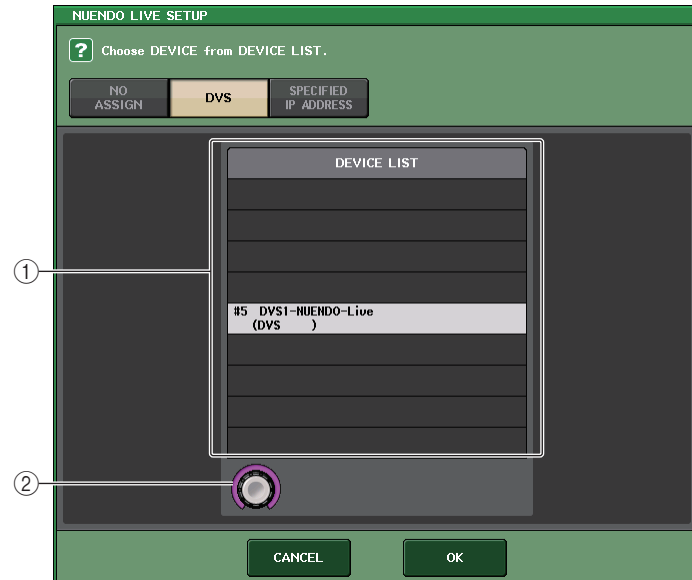 NUENDO LIVE SETUP
? Choose DEVICE from DEVICE LIST.
NO
ASSIGN
DVS
SPECIFIED
IP ADDRESS
DEVICE LIST
1
#5 DVS1-NUENDO-Live
(DVS )
2
CANCEL
OK